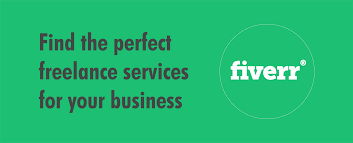 Find the perfect
freelance services
for your business
fiverr®